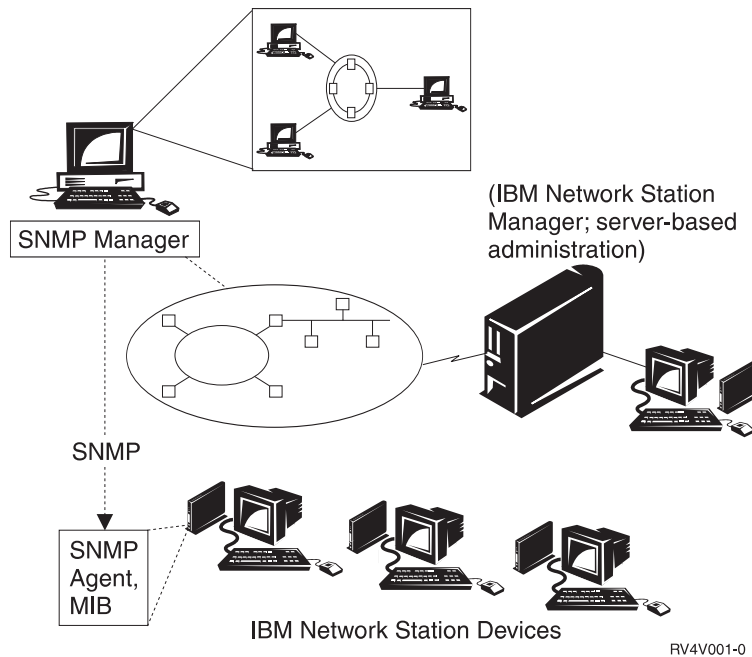 SNMP Manager
(IBM Network Station
Manager; server-based
administration)
SNMP
SNMP
Agent,
MIB
IBM Network Station Devices
RV4V001-0